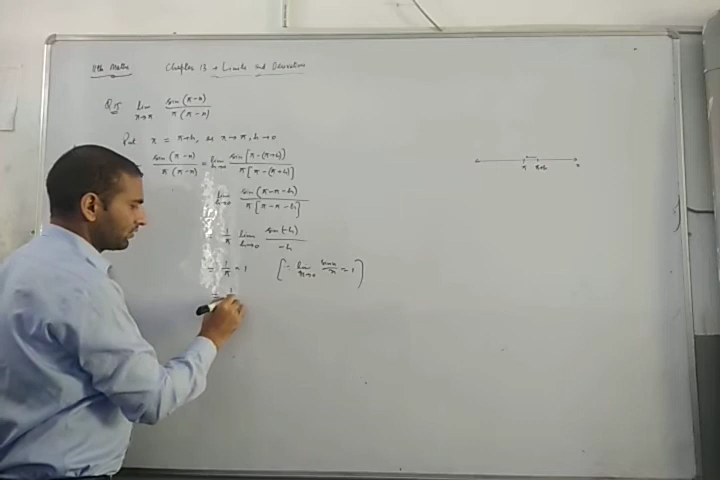 11th Maths Chapter 13 → Limits and Derivatives
Q 15 lim x→π sin(π-x) / π(π-x)
Put x = π+h, as x→π, h→0
sin(π-x) / π(π-x) = lim h→0 sin[π-(π+h)] / π[π-(π+h)]
lim h→0 sin(π-π-h) / π[π-π-h]
= 1/π lim h→0 sin(-h) / -h
= 1/π × 1 [∵ lim x→0 sinx/x = 1]
= 1
π π+h